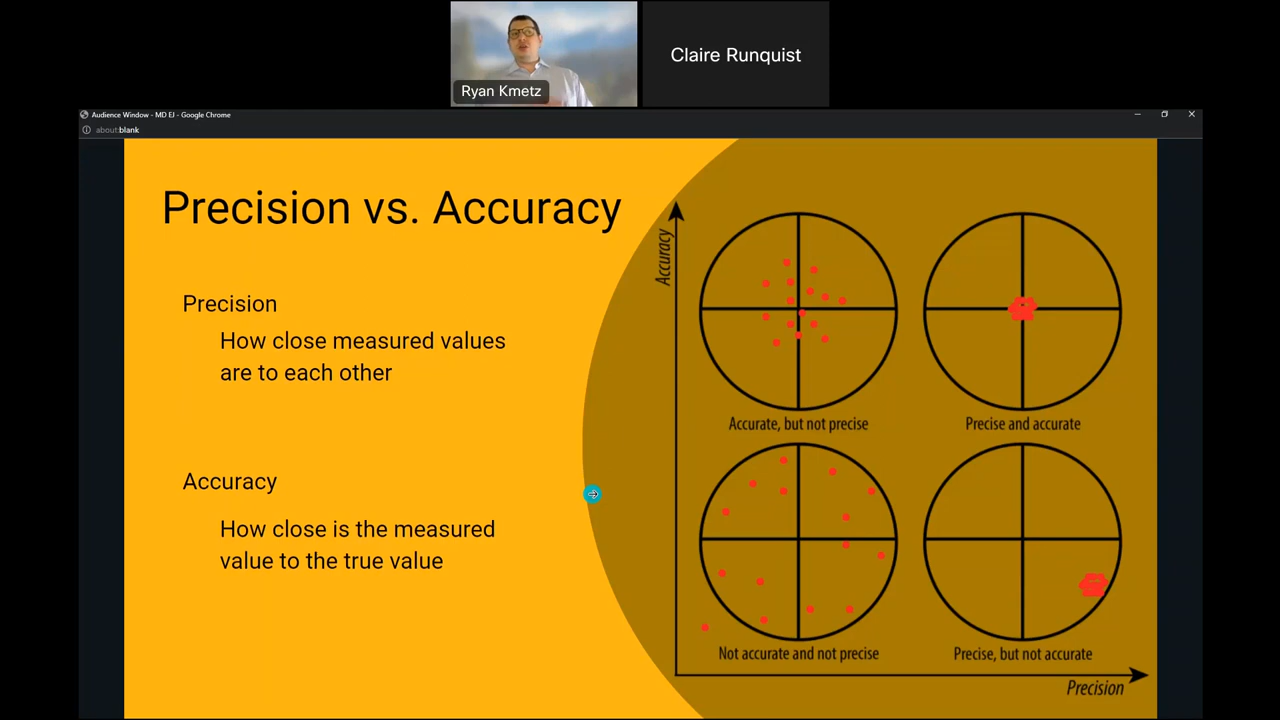 Ryan Kmetz
Claire Runquist
Audience Window - MD EJ - Google Chrome
about:blank
Precision vs. Accuracy
Precision
How close measured values
are to each other
Accuracy
How close is the measured
value to the true value
Accuracy
Accurate, but not precise
Precise and accurate
Not accurate and not precise
Precise, but not accurate
Precision